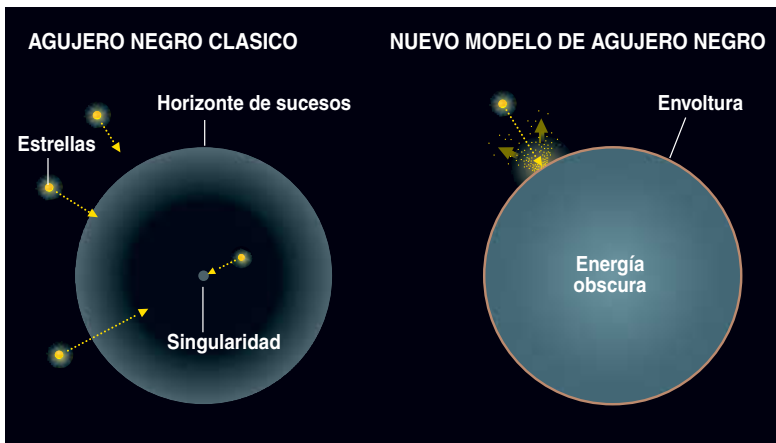 AGUJERO NEGRO CLASICO
NUEVO MODELO DE AGUJERO NEGRO
Horizonte de sucesos
Estrellas
Singularidad
Envoltura
Energía
obscura